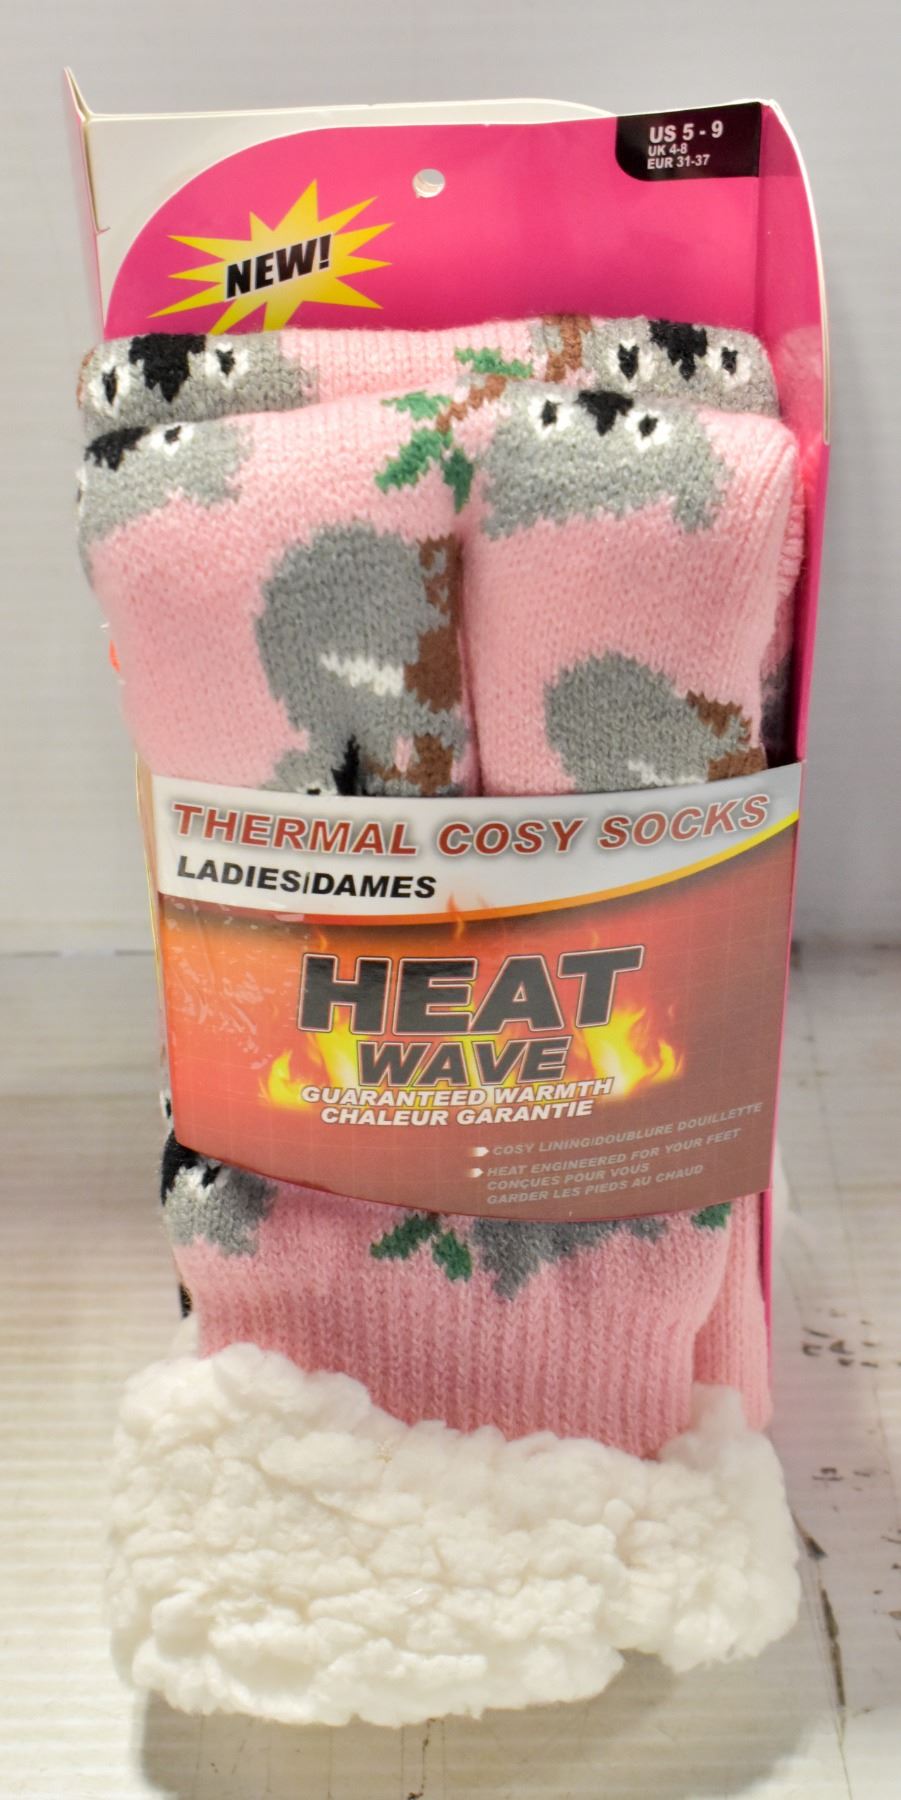 US 5 - 9
UK 4-8
EUR 31-37
NEW!
THERMAL COSY SOCKS
LADIES/DAMES
HEAT
WAVE
GUARANTEED WARMTH
CHALEUR GARANTIE
COSY LINING/DOUBLURE DOUILLETTE
HEAT ENGINEERED FOR YOUR FEET
CONÇUES POUR VOUS
GARDER LES PIEDS AU CHAUD